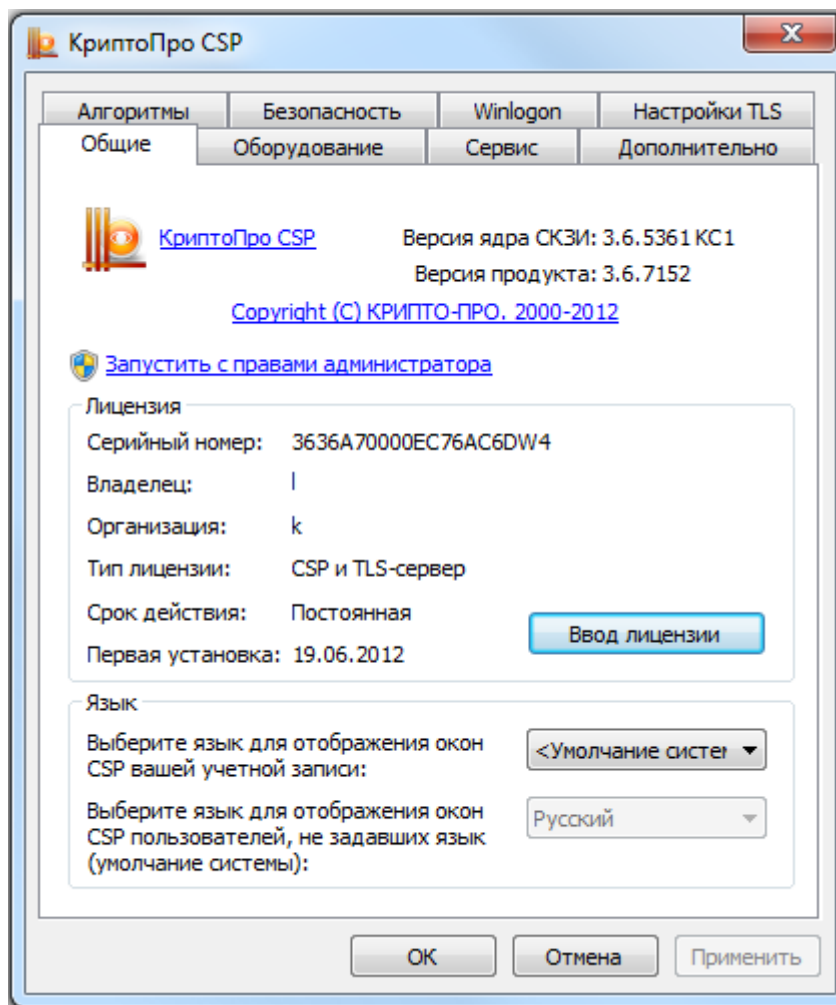 КриптоПро CSP
Алгоритмы Безопасность Winlogon Настройки TLS
Общие Оборудование Сервис Дополнительно
КриптоПро CSP Версия ядра СКЗИ: 3.6.5361 КС1
Версия продукта: 3.6.7152
Copyright (C) КРИПТО-ПРО. 2000-2012
Запустить с правами администратора
Лицензия
Серийный номер: 3636A70000EC76AC6DW4
Владелец: l
Организация: k
Тип лицензии: CSP и TLS-сервер
Срок действия: Постоянная
Ввод лицензии
Первая установка: 19.06.2012
Язык
Выберите язык для отображения окон
CSP вашей учетной записи:
<Умолчание систег
Выберите язык для отображения окон
CSP пользователей, не задавших язык
(умолчание системы):
Русский
ОК Отмена Применить